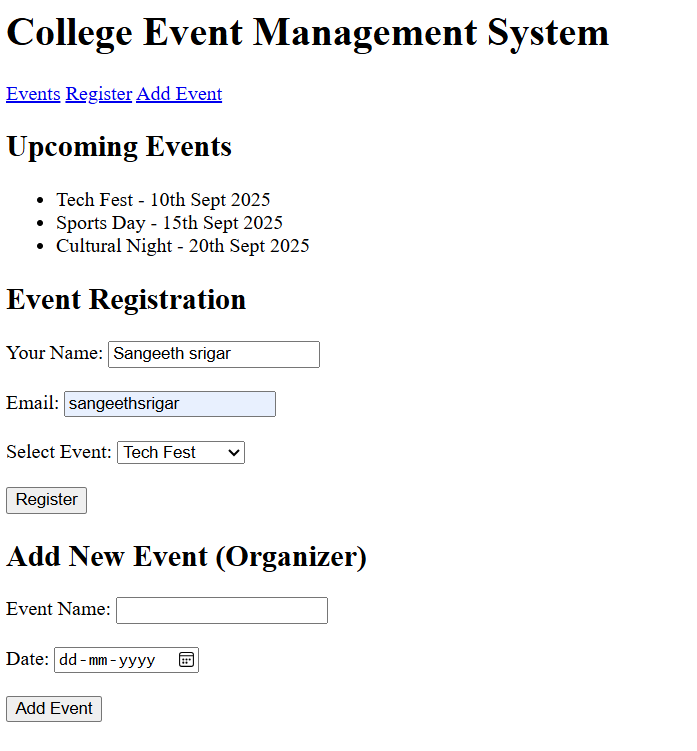 College Event Management System
Events Register Add Event
Upcoming Events
Tech Fest - 10th Sept 2025
Sports Day - 15th Sept 2025
Cultural Night - 20th Sept 2025
Event Registration
Your Name: Sangeeth srigar
Email: sangeethsrigar
Select Event: Tech Fest
Register
Add New Event (Organizer)
Event Name:
Date: dd-mm-yyyy
Add Event